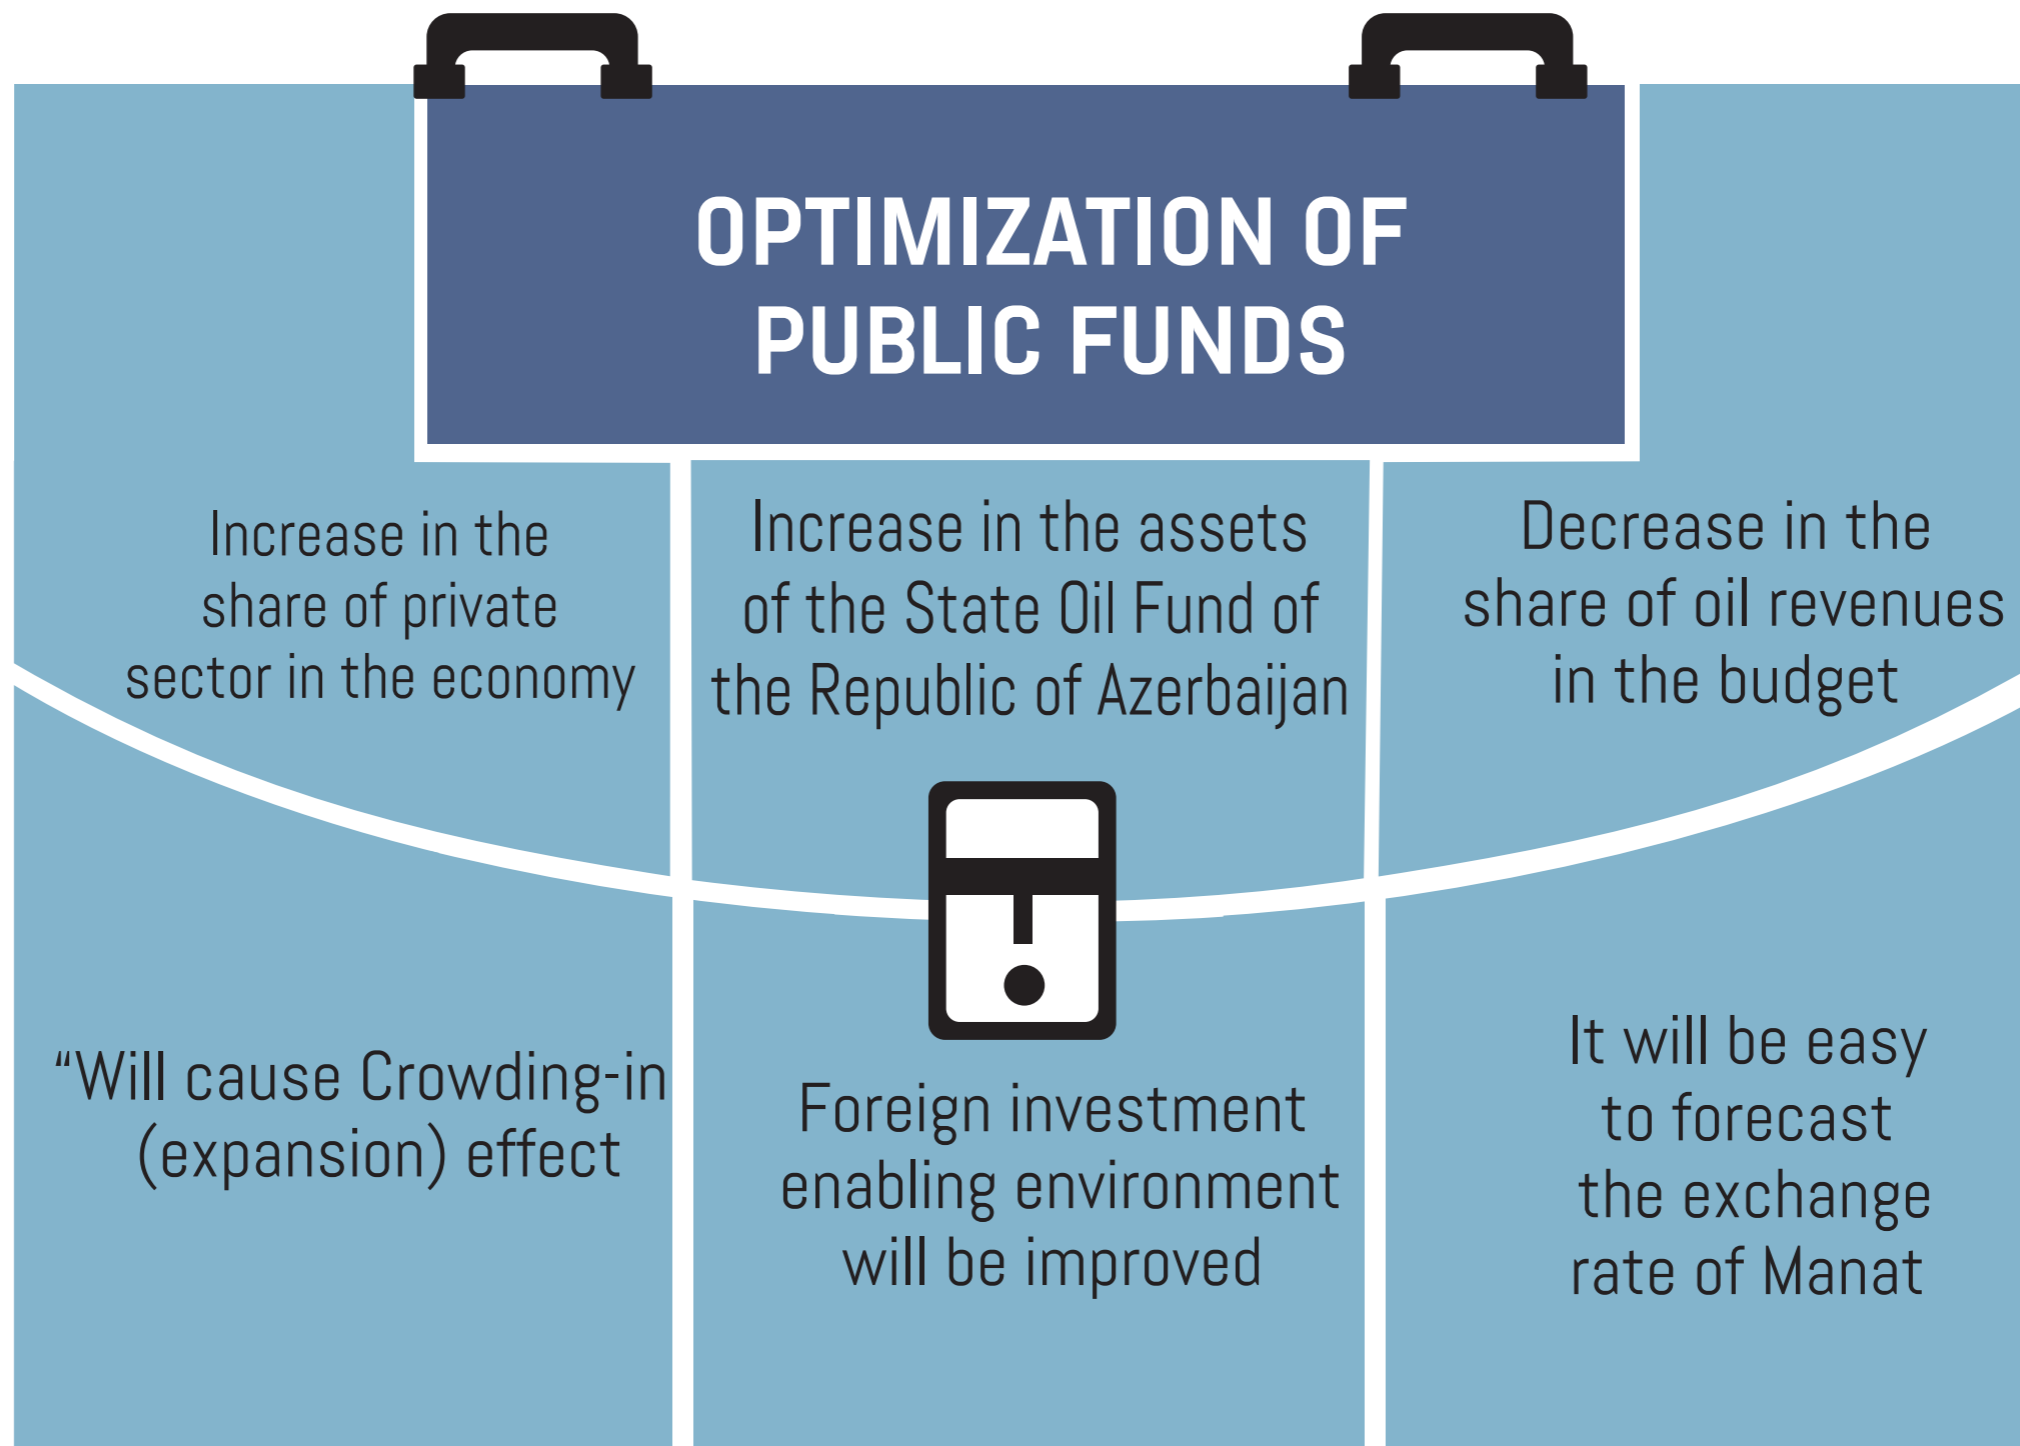 OPTIMIZATION OF
PUBLIC FUNDS
Increase in the
share of private
sector in the economy
Increase in the assets
of the State Oil Fund of
the Republic of Azerbaijan
Decrease in the
share of oil revenues
in the budget
“Will cause Crowding-in
(expansion) effect
Foreign investment
enabling environment
will be improved
It will be easy
to forecast
the exchange
rate of Manat